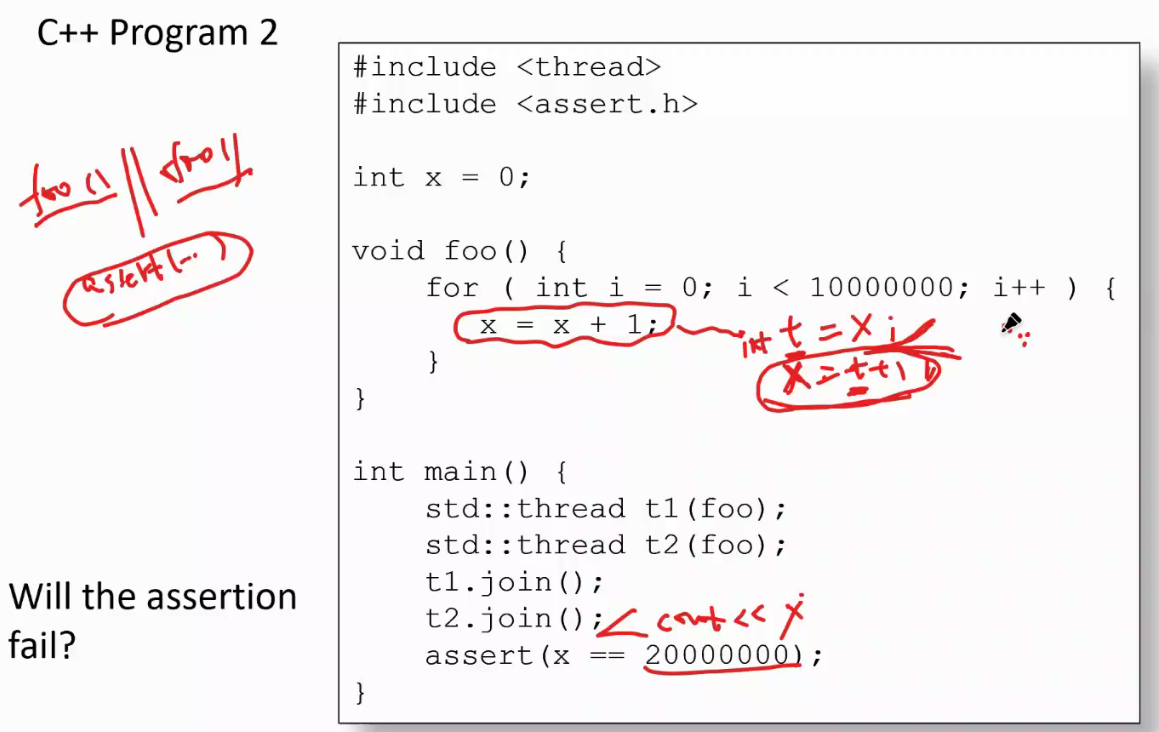 C++ Program 2
foo() || foo()
assert(...)
#include <thread>
#include <assert.h>
int x = 0;
void foo() {
for ( int i = 0; i < 10000000; i++ ) {
x = x + 1;
int t = x;
x = t+1;
}
}
int main() {
std::thread t1(foo);
std::thread t2(foo);
t1.join();
t2.join();
cout << x;
assert(x == 20000000);
}
Will the assertion
fail?